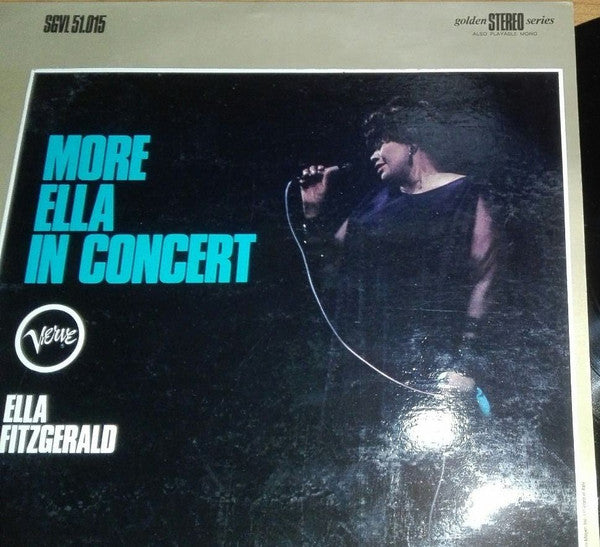 SGVL 51.015
golden STEREO series
ALSO PLAYABLE MONO
MORE
ELLA
IN CONCERT
Verve
ELLA
FITZGERALD